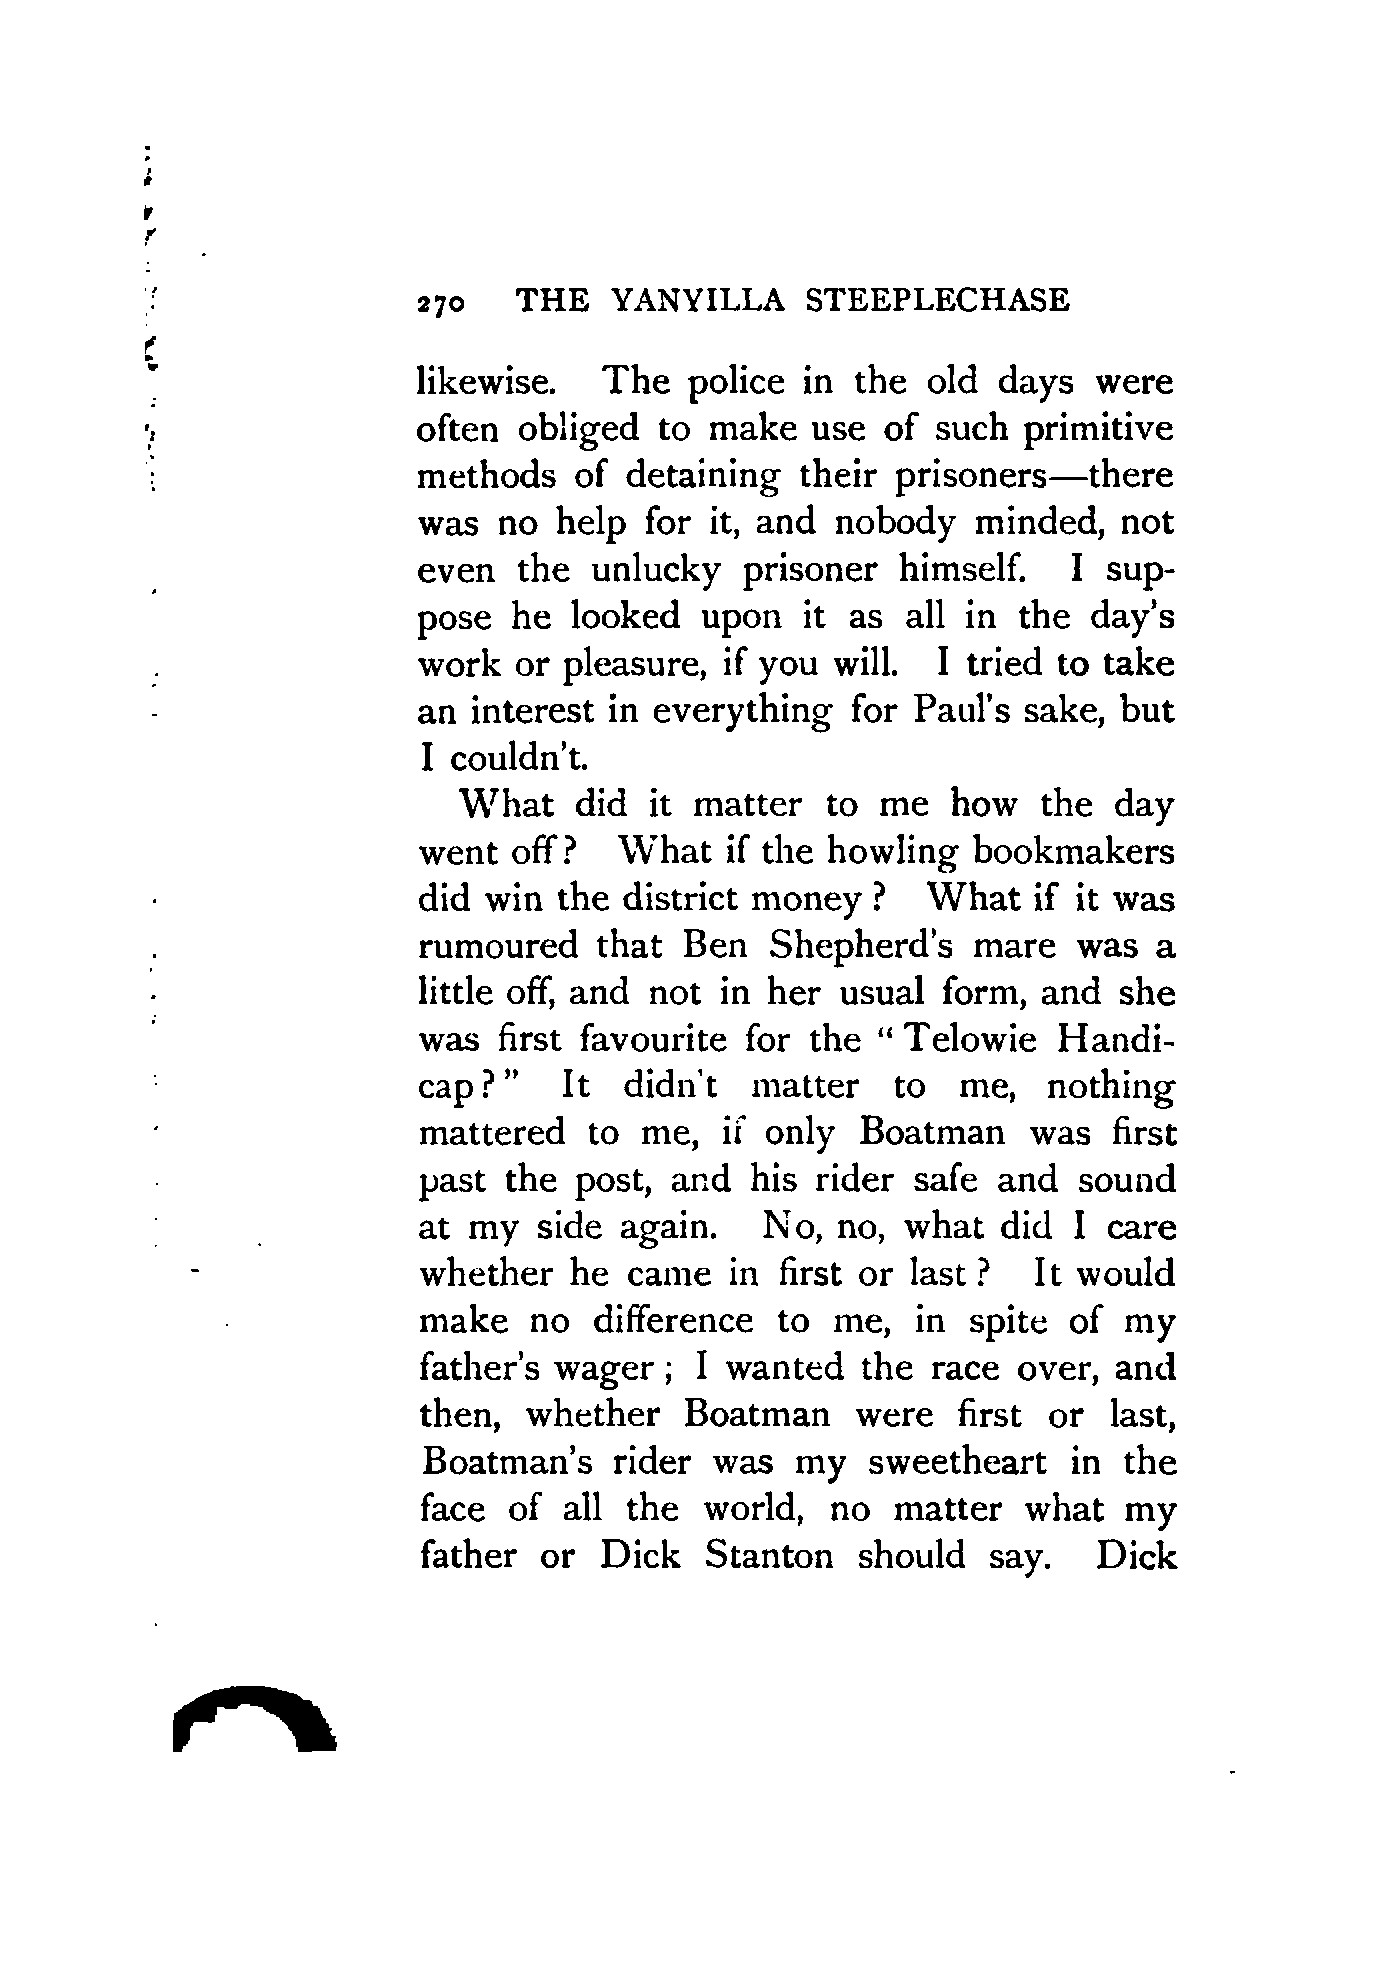 270 THE YANYILLA STEEPLECHASE
likewise. The police in the old days were
often obliged to make use of such primitive
methods of detaining their prisoners—there
was no help for it, and nobody minded, not
even the unlucky prisoner himself. I sup-
pose he looked upon it as all in the day's
work or pleasure, if you will. I tried to take
an interest in everything for Paul's sake, but
I couldn't.
What did it matter to me how the day
went off? What if the howling bookmakers
did win the district money? What if it was
rumoured that Ben Shepherd's mare was a
little off, and not in her usual form, and she
was first favourite for the "Telowie Handi-
cap?" It didn't matter to me, nothing
mattered to me, if only Boatman was first
past the post, and his rider safe and sound
at my side again. No, no, what did I care
whether he came in first or last? It would
make no difference to me, in spite of my
father's wager; I wanted the race over, and
then, whether Boatman were first or last,
Boatman's rider was my sweetheart in the
face of all the world, no matter what my
father or Dick Stanton should say. Dick